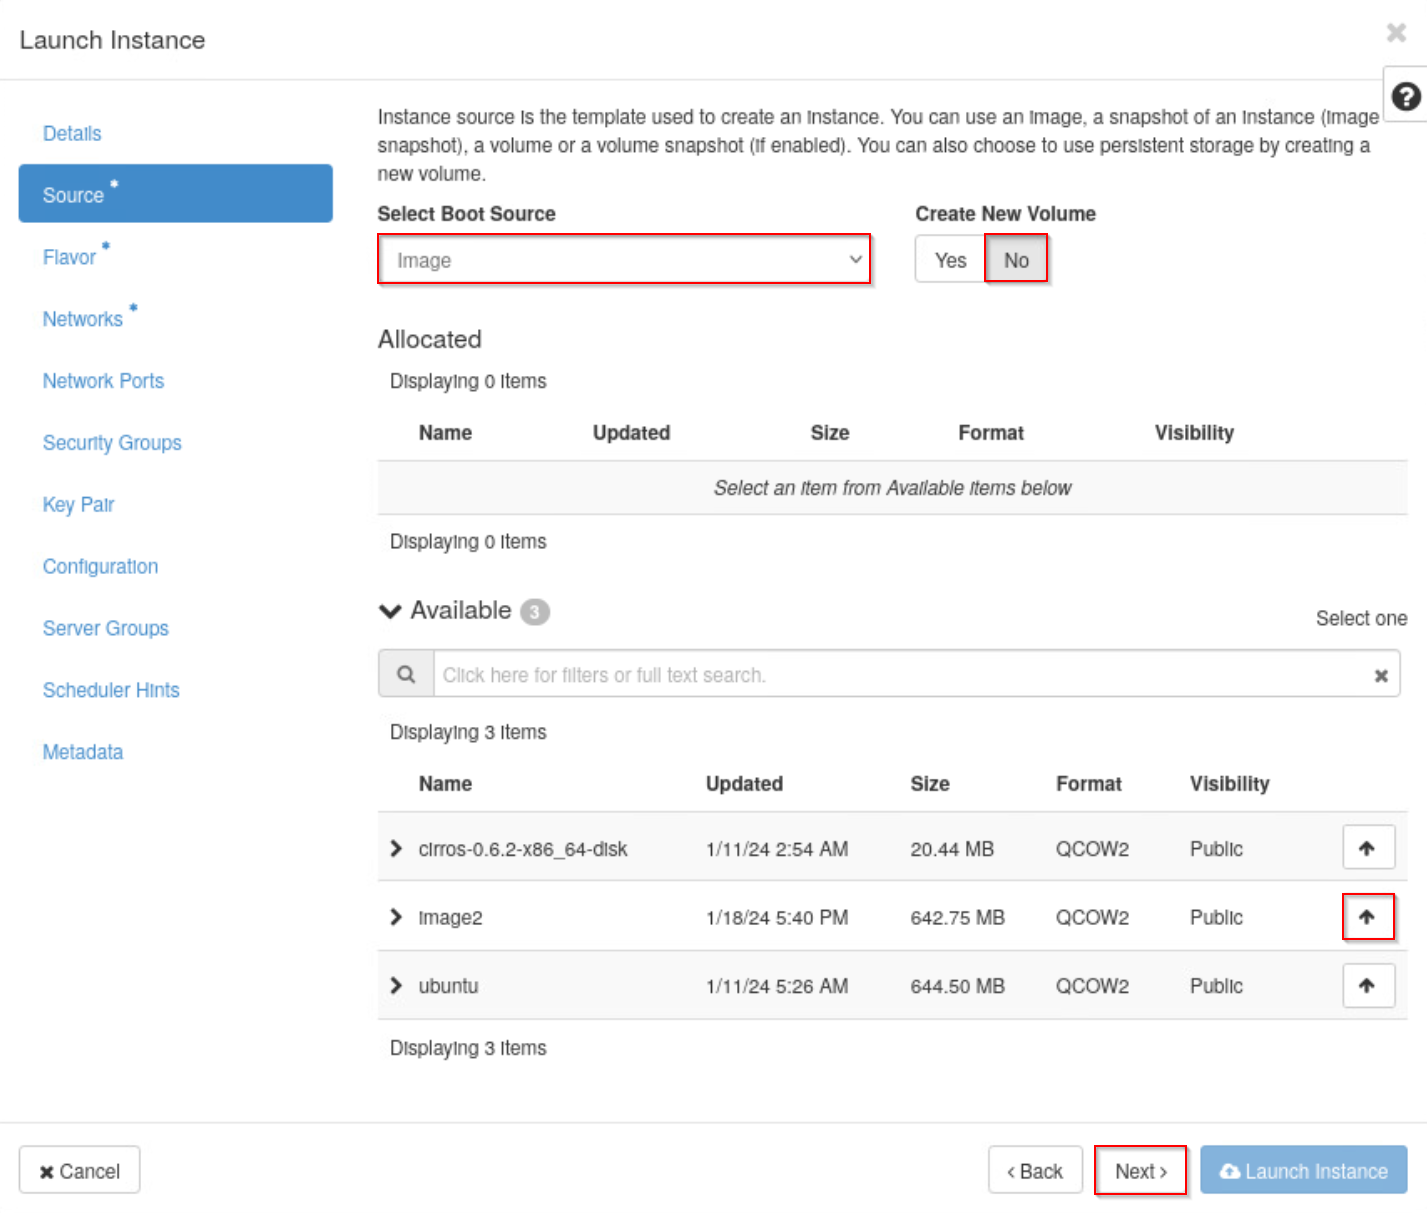 Launch Instance
Details
Source *
Flavor *
Networks *
Network Ports
Security Groups
Key Pair
Configuration
Server Groups
Scheduler Hints
Metadata
Instance source is the template used to create an instance. You can use an image, a snapshot of an instance (image
snapshot), a volume or a volume snapshot (if enabled). You can also choose to use persistent storage by creating a
new volume.
Select Boot Source Create New Volume
Image Yes No
Allocated
Displaying 0 items
Name Updated Size Format Visibility
Select an item from Available items below
Displaying 0 items
Available 3
Select one
Click here for filters or full text search.
Displaying 3 items
Name Updated Size Format Visibility
cirros-0.6.2-x86_64-disk 1/11/24 2:54 AM 20.44 MB QCOW2 Public
image2 1/18/24 5:40 PM 642.75 MB QCOW2 Public
ubuntu 1/11/24 5:26 AM 644.50 MB QCOW2 Public
Displaying 3 items
Cancel < Back Next > Launch Instance